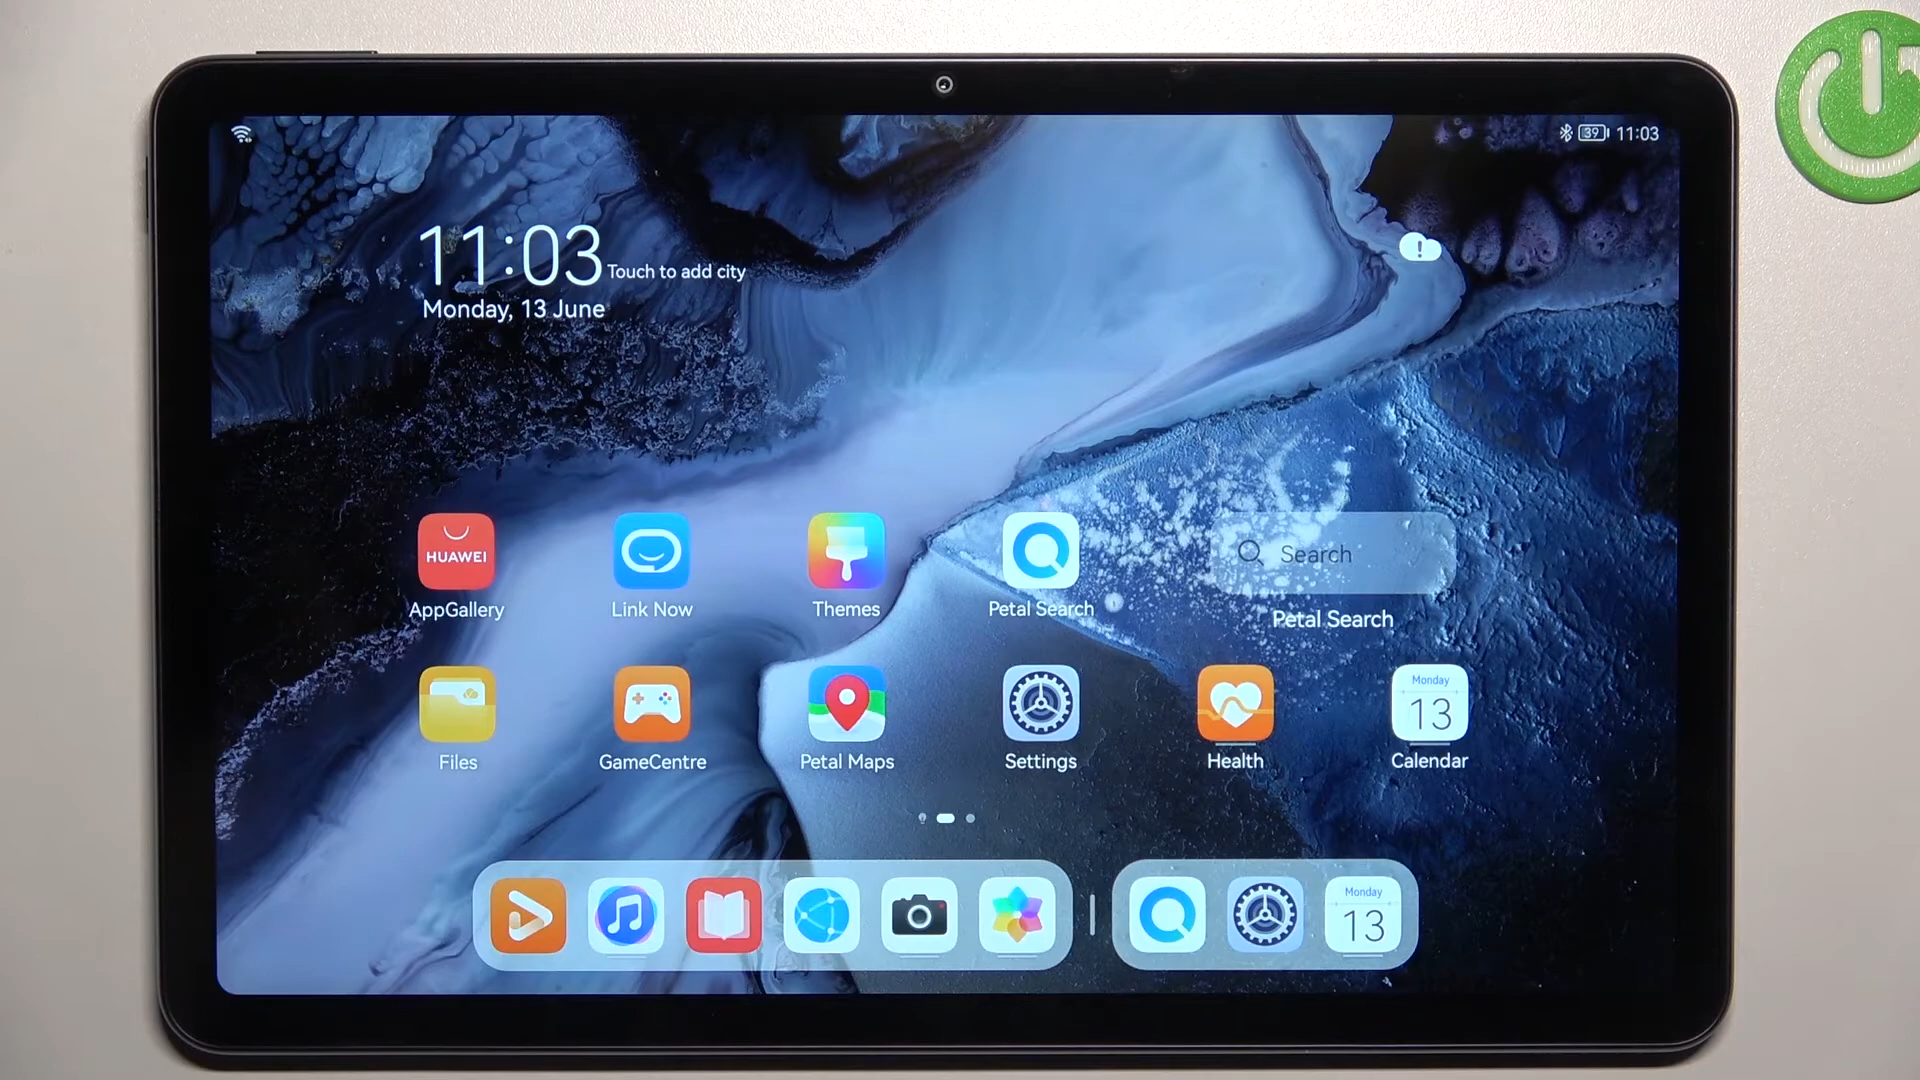 39 11:03
11:03 Touch to add city
Monday, 13 June
HUAWEI
Search
AppGallery
Link Now
Themes
Petal Search
Petal Search
Monday
13
Files
GameCentre
Petal Maps
Settings
Health
Calendar
Monday
13